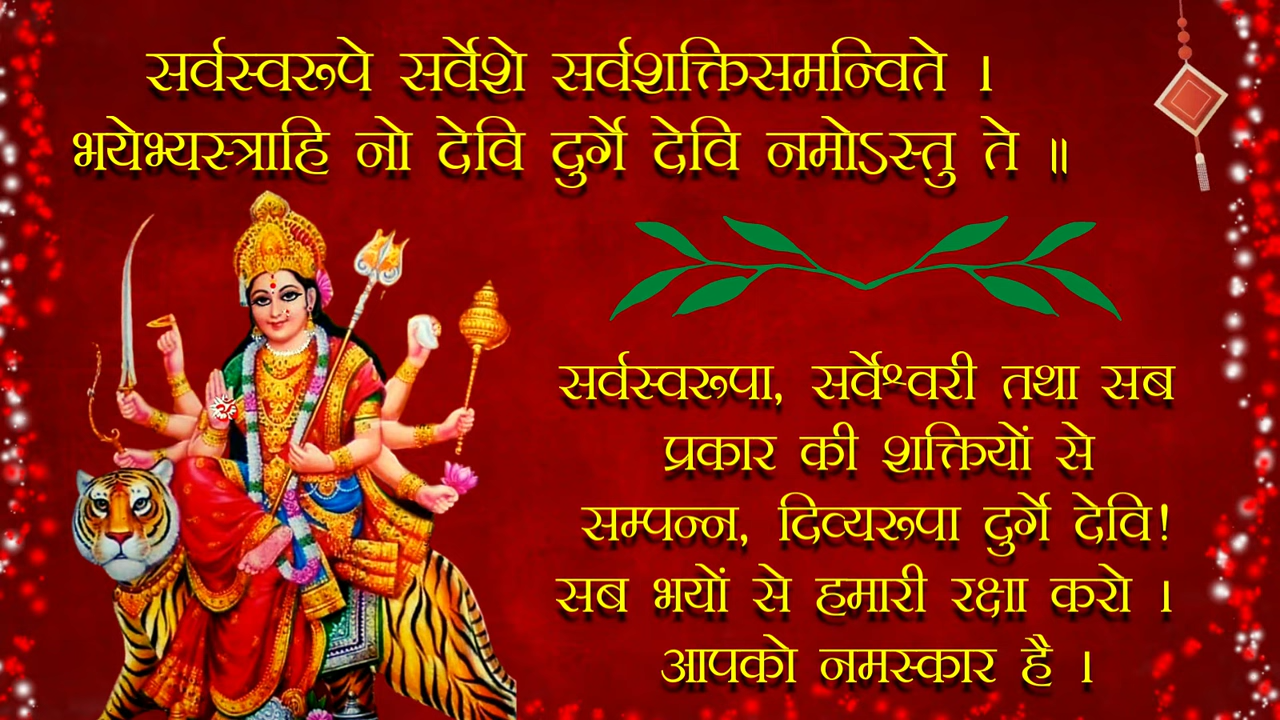 सर्वस्वरूपे सर्वेशे सर्वशक्तिसमन्विते ।
भयेभ्यस्त्राहि नो देवि दुर्गे देवि नमोऽस्तु ते ॥
ॐ
सर्वस्वरूपा, सर्वेश्वरी तथा सब
प्रकार की शक्तियों से
सम्पन्न, दिव्यरूपा दुर्गे देवि!
सब भयों से हमारी रक्षा करो ।
आपको नमस्कार है ।